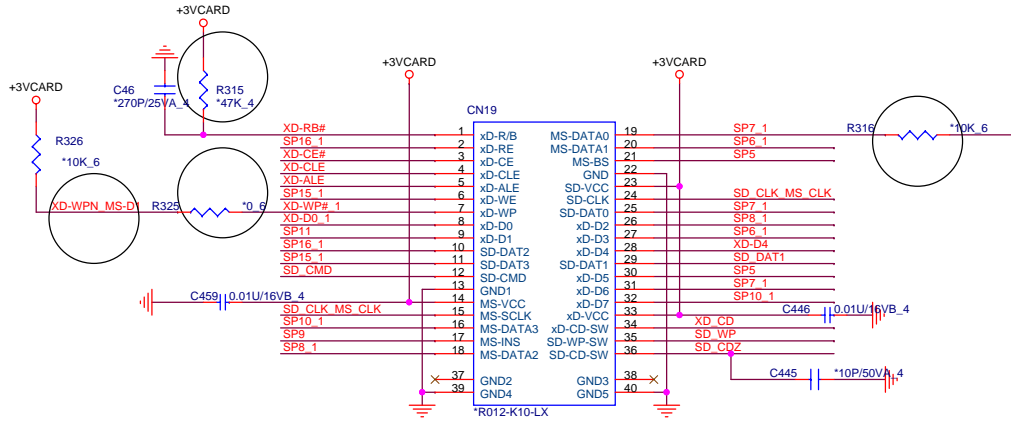 +3VCARD
C46
*270P/25VA_4
R315
*47K_4
+3VCARD
R326
*10K_6
XD-WPN_MS-D1
R325
*0_6
+3VCARD
+3VCARD
CN19
XD-RB# 1 xD-R/B
SP16_1 2 xD-RE
XD-CE# 3 xD-CE
XD-CLE 4 xD-CLE
XD-ALE 5 xD-ALE
SP15_1 6 xD-WE
XD-WP#_1 7 xD-WP
XD-D0_1 8 xD-D0
SP11 9 xD-D1
SP16_1 10 SD-DAT2
SP15_1 11 SD-DAT3
SD_CMD 12 SD-CMD
13 GND1
C459 0.01U/16VB_4 14 MS-VCC
SD_CLK_MS_CLK 15 MS-SCLK
SP10_1 16 MS-DATA3
SP9 17 MS-INS
SP8_1 18 MS-DATA2
37 GND2
39 GND4
MS-DATA0 19 SP7_1
MS-DATA1 20 SP6_1
MS-BS 21 SP5
GND 22
SD-VCC 23
SD-CLK 24 SD_CLK_MS_CLK
SD-DAT0 25 SP7_1
xD-D2 26 SP8_1
xD-D3 27 SP6_1
xD-D4 28 XD-D4
SD-DAT1 29 SD_DAT1
xD-D5 30 SP5
xD-D6 31 SP7_1
xD-D7 32 SP10_1
xD-VCC 33
xD-CD-SW 34 XD_CD
SD-WP-SW 35 SD_WP
SD-CD-SW 36 SD_CDZ
GND3 38
GND5 40
*R012-K10-LX
R316
*10K_6
C446 0.01U/16VB_4
C445 *10P/50VA_4